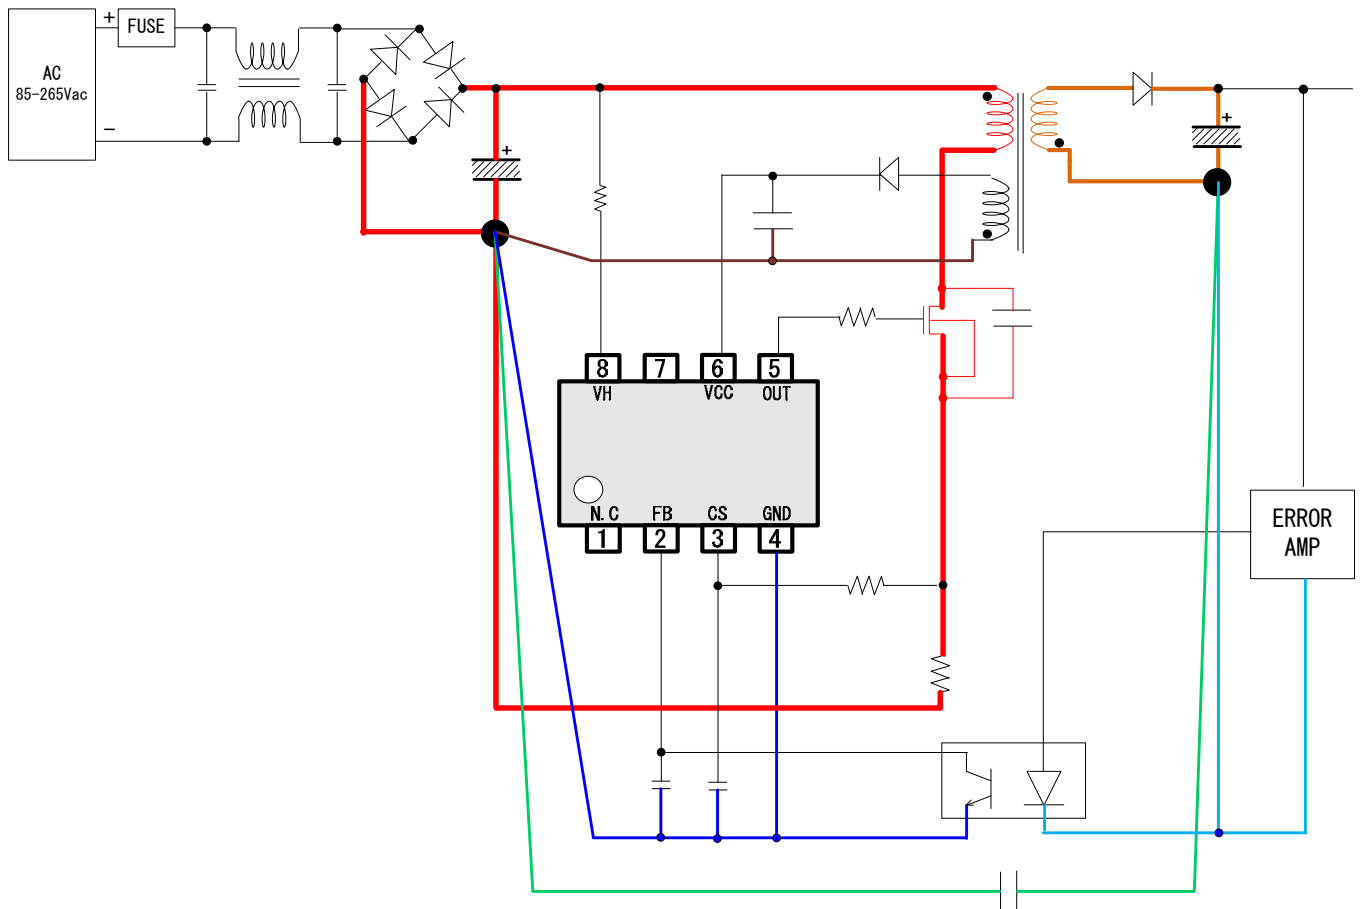 +
FUSE
AC
85-265Vac
−
+
+
8 7 6 5
VH VCC OUT
N.C FB CS GND
1 2 3 4
ERROR
AMP